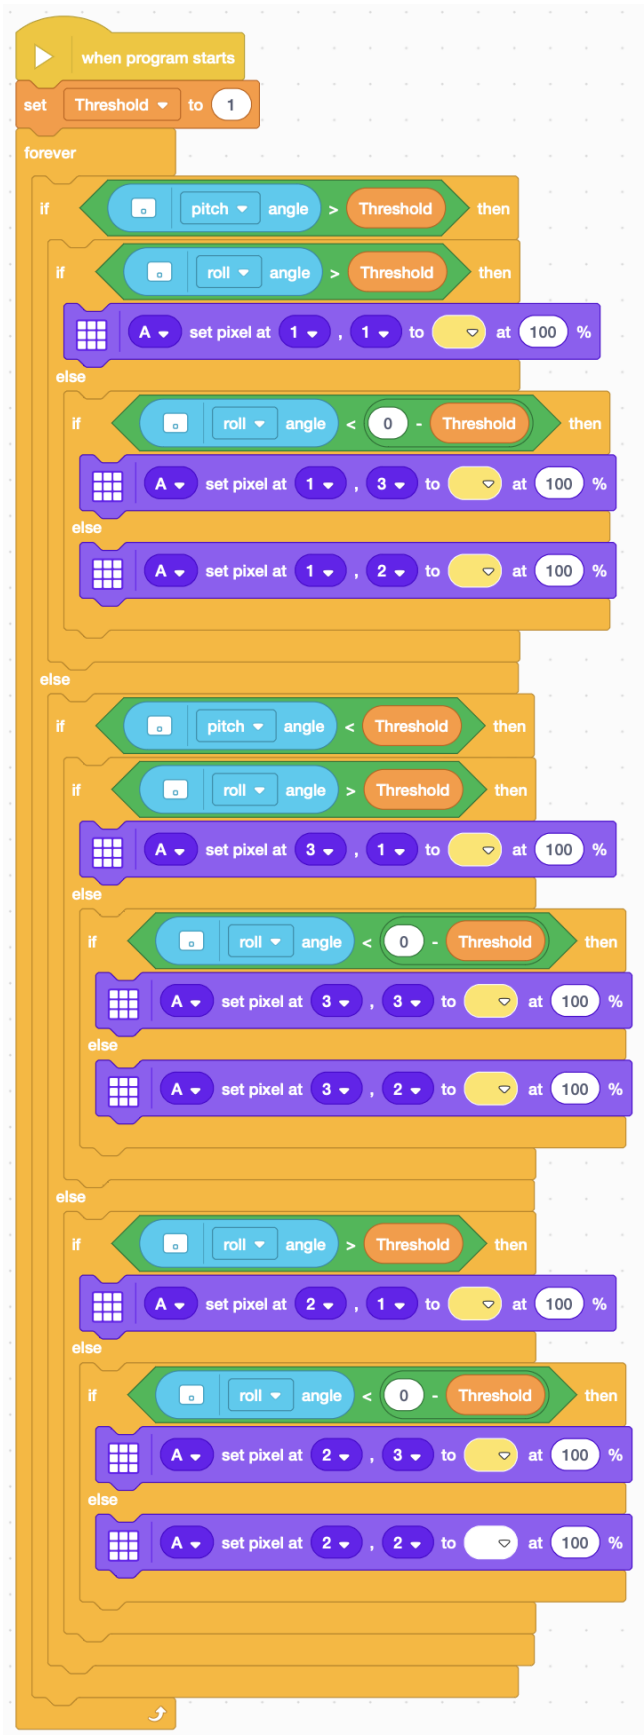 when program starts
set Threshold to 1
forever
if pitch angle > Threshold then
if roll angle > Threshold then
A set pixel at 1 , 1 to at 100 %
else
if roll angle < 0 - Threshold then
A set pixel at 1 , 3 to at 100 %
else
A set pixel at 1 , 2 to at 100 %
else
if pitch angle < Threshold then
if roll angle > Threshold then
A set pixel at 3 , 1 to at 100 %
else
if roll angle < 0 - Threshold then
A set pixel at 3 , 3 to at 100 %
else
A set pixel at 3 , 2 to at 100 %
else
if roll angle > Threshold then
A set pixel at 2 , 1 to at 100 %
else
if roll angle < 0 - Threshold then
A set pixel at 2 , 3 to at 100 %
else
A set pixel at 2 , 2 to at 100 %